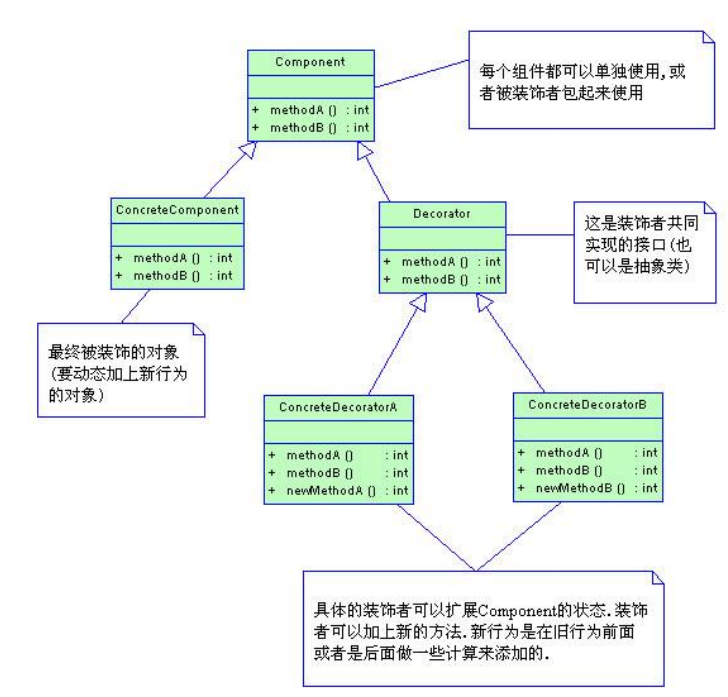 Component
+ methodA () : int
+ methodB () : int
每个组件都可以单独使用,或
者被装饰者包起来使用
ConcreteComponent
+ methodA () : int
+ methodB () : int
Decorator
+ methodA () : int
+ methodB () : int
这是装饰者共同
实现的接口(也
可以是抽象类)
最终被装饰的对象
(要动态加上新行为
的对象)
ConcreteDecoratorA
+ methodA () : int
+ methodB () : int
+ newMethodA () : int
ConcreteDecoratorB
+ methodA () : int
+ methodB () : int
+ newMethodB () : int
具体的装饰者可以扩展Component的状态.装饰
者可以加上新的方法.新行为是在旧行为前面
或者是后面做一些计算来添加的.